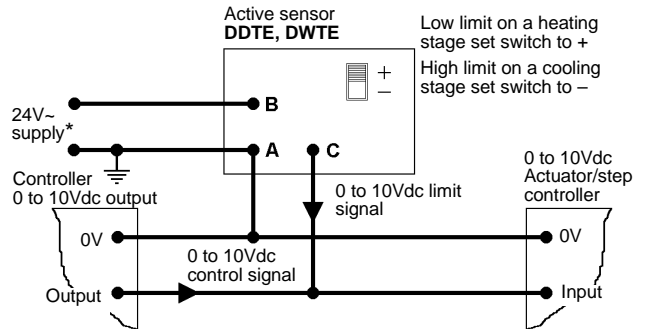 Active sensor
DDTE, DWTE
Low limit on a heating
stage set switch to +
High limit on a cooling
stage set switch to –
+
–
24V~
supply*
B
A
C
Controller
0 to 10Vdc output
0 to 10Vdc limit
signal
0 to 10Vdc
Actuator/step
controller
0V
0 to 10Vdc
control signal
0V
Output
Input